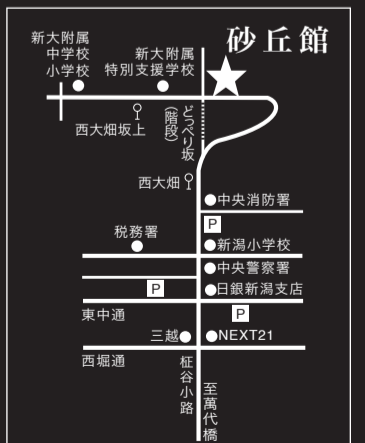 砂丘館
新大附属
中学校
小学校
新大附属
特別支援学校
西大畑坂上
どっぺり坂
(階段)
西大畑
中央消防署
P
税務署
新潟小学校
中央警察署
P
日銀新潟支店
東中通
P
三越
NEXT21
西堀通
柾谷小路
至萬代橋